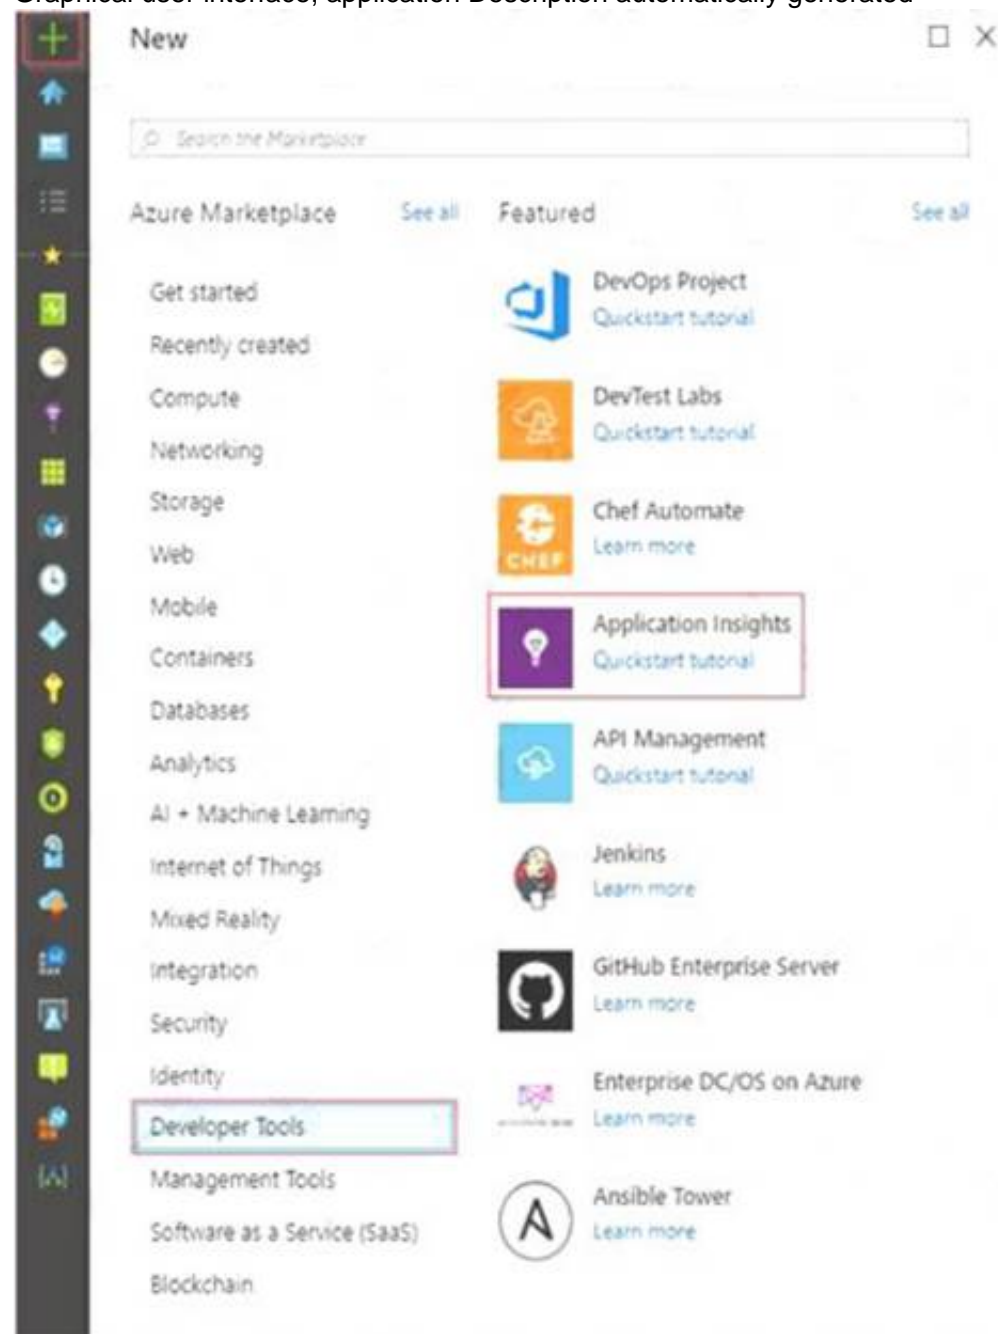 Graphical user interface, application Description automatically generated
New
Search the Marketplace
Azure Marketplace
See all
Featured
See all
Get started
Recently created
Compute
Networking
Storage
Web
Mobile
Containers
Databases
Analytics
AI + Machine Learning
Internet of Things
Mixed Reality
Integration
Security
Identity
Developer Tools
Management Tools
Software as a Service (SaaS)
Blockchain
DevOps Project
Quickstart tutorial
DevTest Labs
Quickstart tutorial
CHEF
Chef Automate
Learn more
Application Insights
Quickstart tutorial
API Management
Quickstart tutorial
Jenkins
Learn more
GitHub Enterprise Server
Learn more
Enterprise DC/OS on Azure
Learn more
Ansible Tower
Learn more